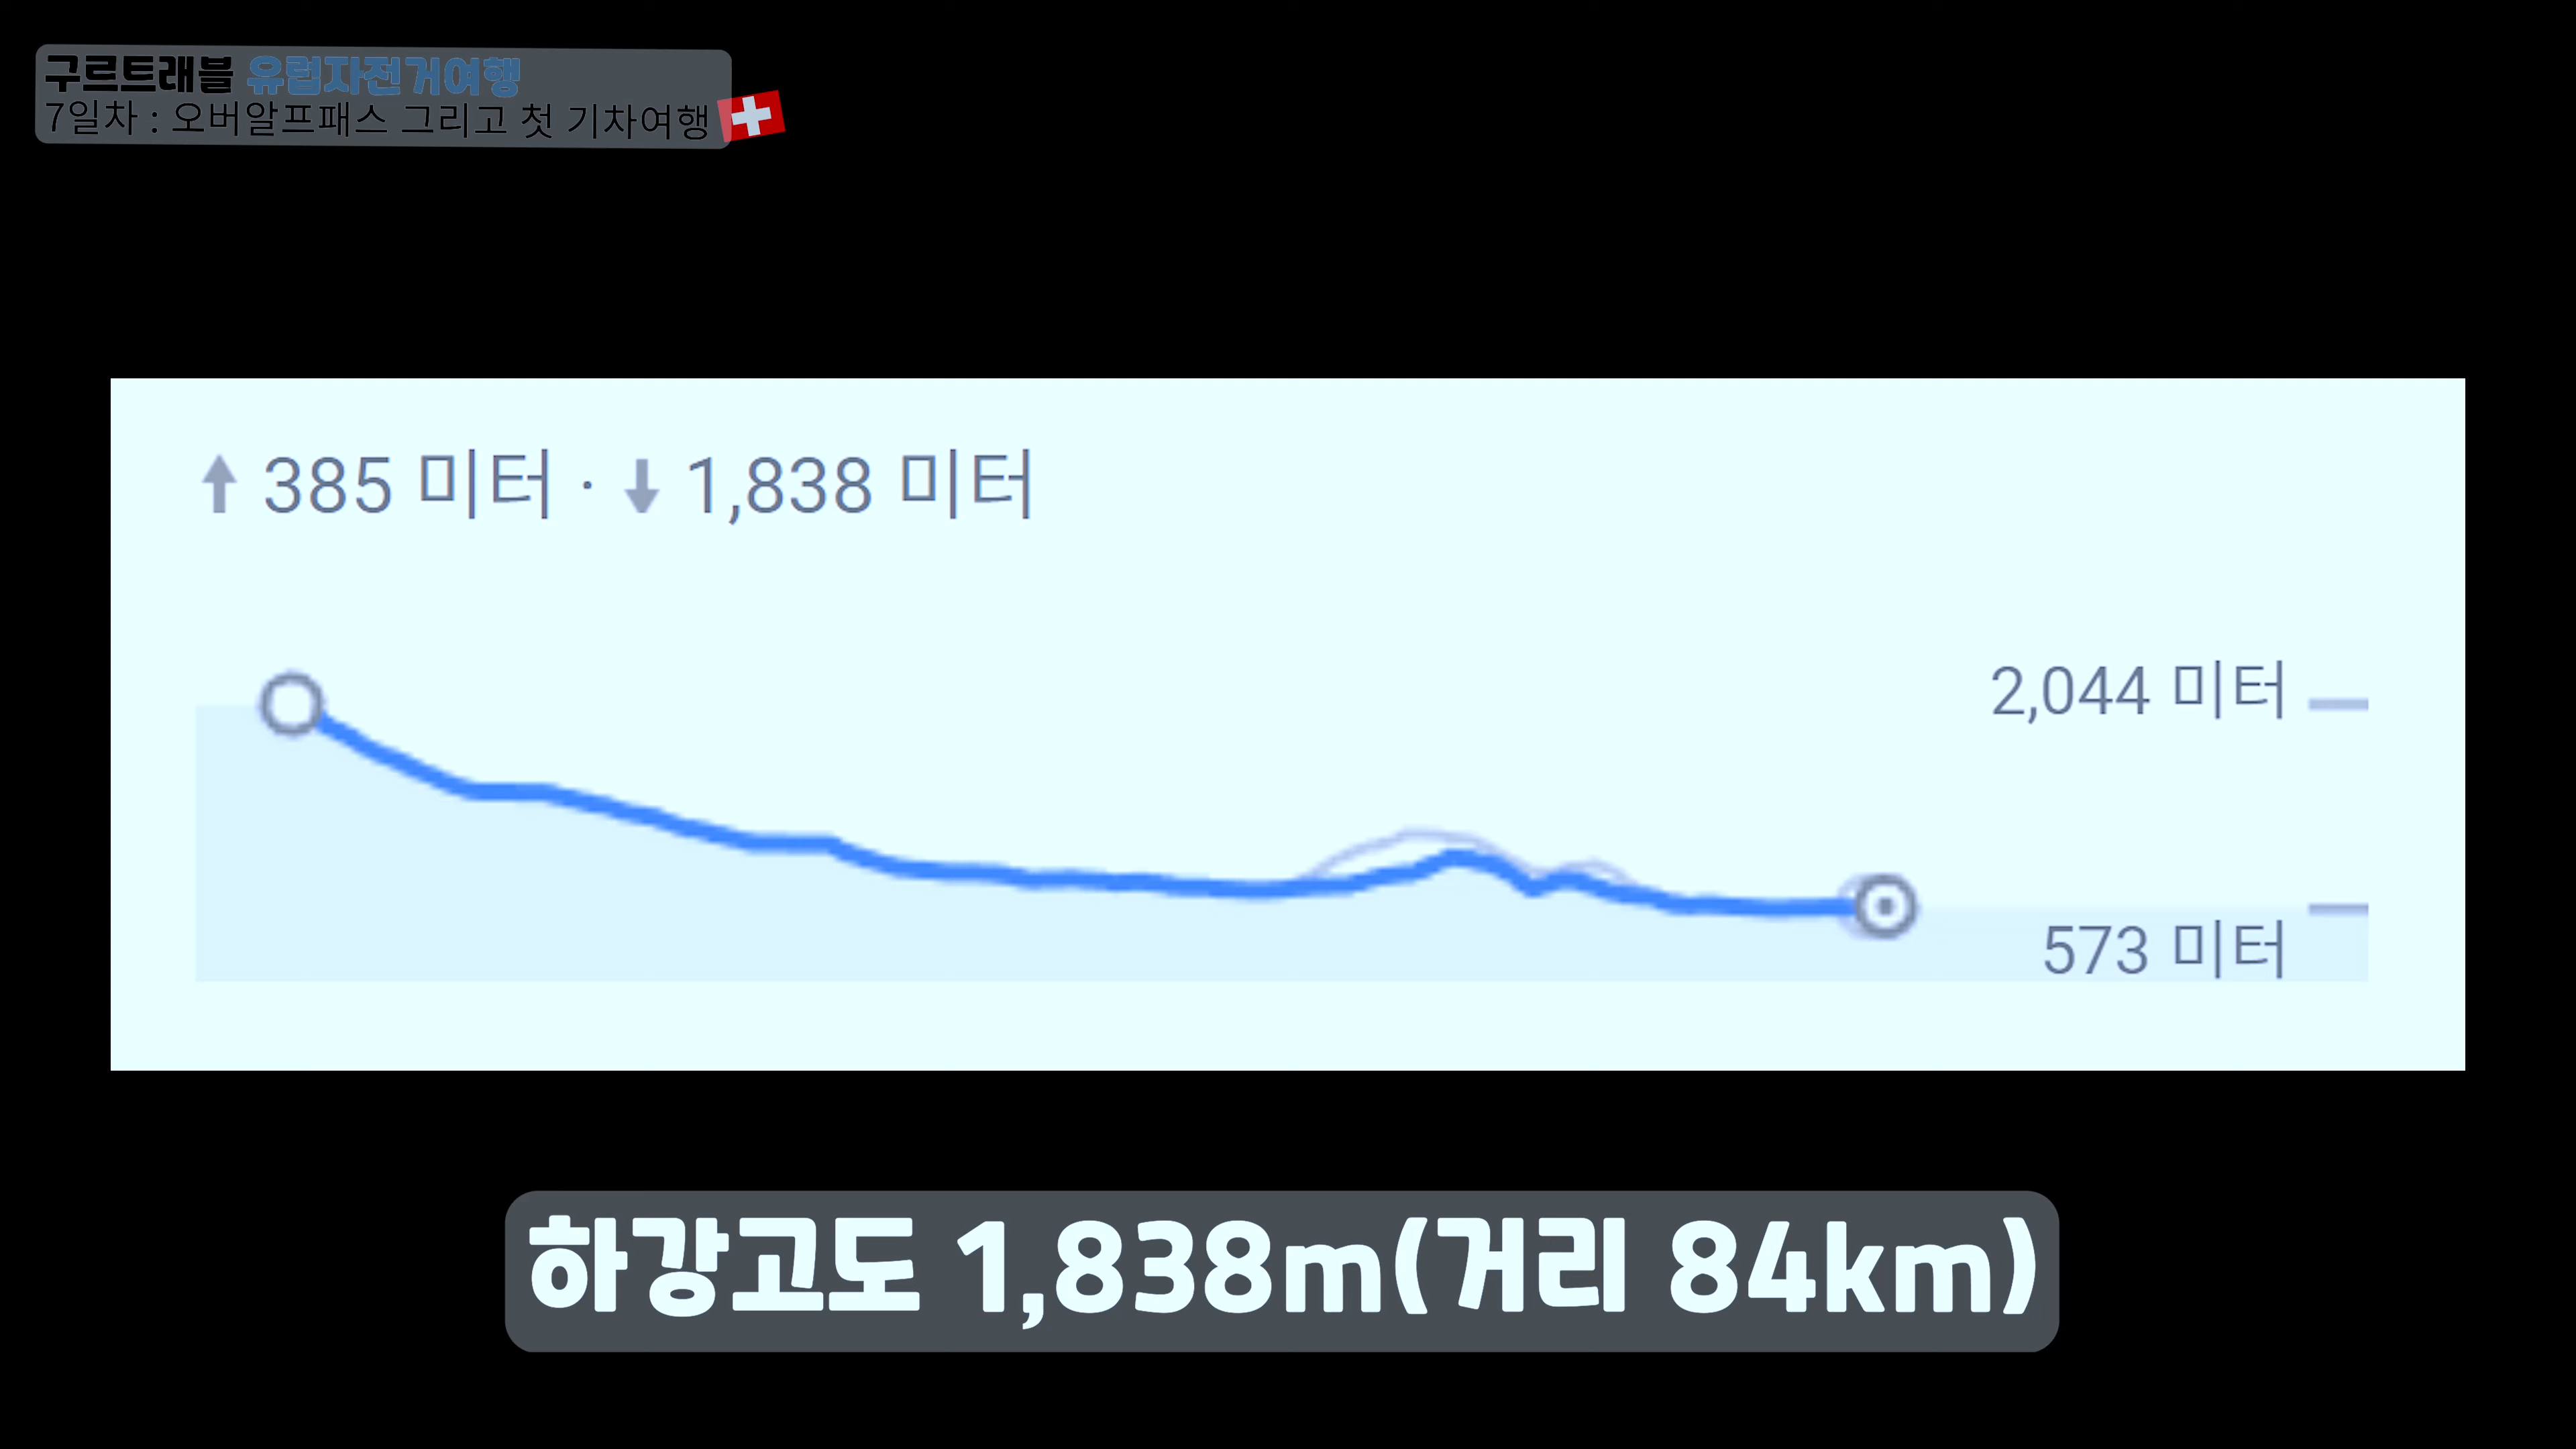 구르트래블 유럽자전거여행
7일차 : 오버알프패스 그리고 첫 기차여행
↑ 385 미터 · ↓ 1,838 미터
2,044 미터
573 미터
하강고도 1,838m(거리 84km)